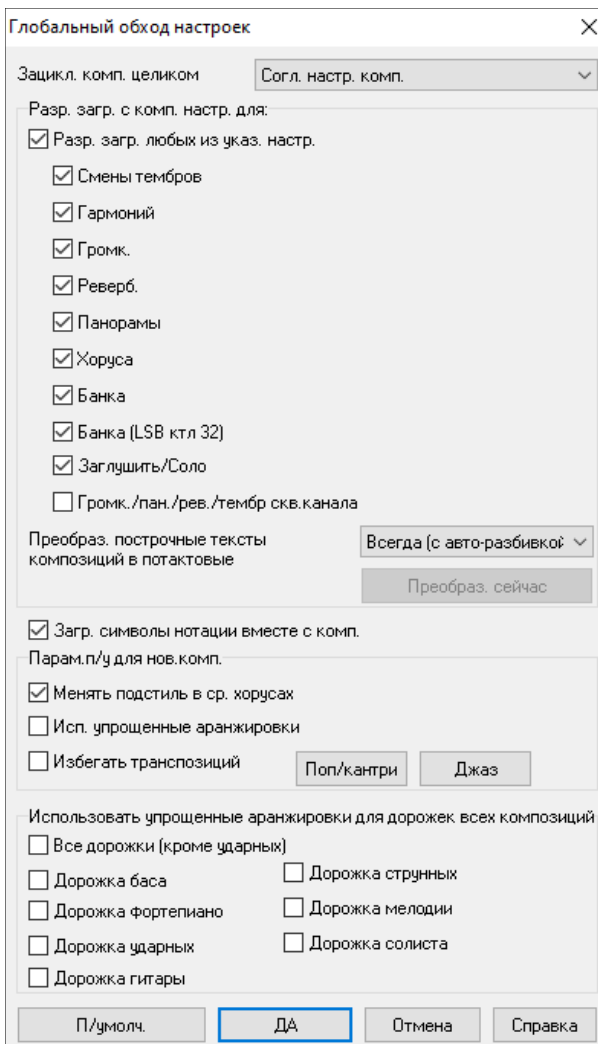 Глобальный обход настроек
Зацикл. комп. целиком
Согл. настр. комп.
Разр. загр. с комп. настр. для:
Разр. загр. любых из указ. настр.
Смены тембров
Гармоний
Громк.
Реверб.
Панорамы
Хоруса
Банка
Банка (LSB ктл 32)
Заглушить/Соло
Громк./пан./рев./тембр скв.канала
Преобраз. построчные тексты
композиций в потактовые
Всегда (с авто-разбивкой
Преобраз. сейчас
Загр. символы нотации вместе с комп.
Парам.п/у для нов.комп.
Менять подстиль в ср. хорусах
Исп. упрощенные аранжировки
Избегать транспозиций
Поп/кантри
Джаз
Использовать упрощенные аранжировки для дорожек всех композиций
Все дорожки (кроме ударных)
Дорожка баса
Дорожка струнных
Дорожка фортепиано
Дорожка мелодии
Дорожка ударных
Дорожка солиста
Дорожка гитары
П/умолч.
ДА
Отмена
Справка